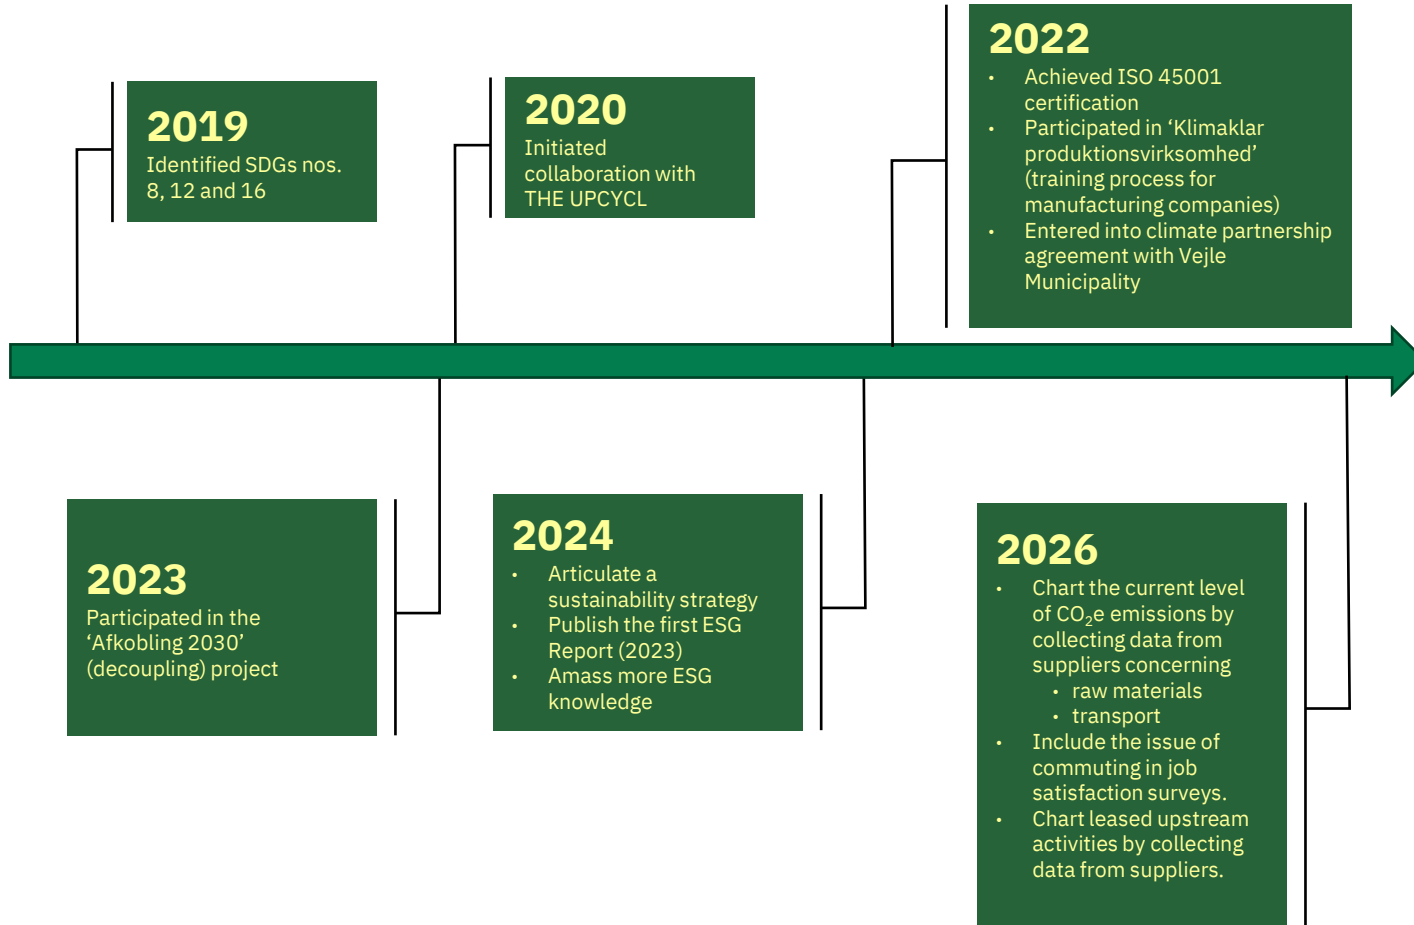 2019
Identified SDGs nos.
8, 12 and 16
2020
Initiated
collaboration with
THE UPCYCL
2022
• Achieved ISO 45001
certification
• Participated in ‘Klimaklar
produktionsvirksomhed’
(training process for
manufacturing companies)
• Entered into climate partnership
agreement with Vejle
Municipality
2023
Participated in the
‘Afkobling 2030’
(decoupling) project
2024
• Articulate a
sustainability strategy
• Publish the first ESG
Report (2023)
• Amass more ESG
knowledge
2026
• Chart the current level
of CO₂e emissions by
collecting data from
suppliers concerning
• raw materials
• transport
• Include the issue of
commuting in job
satisfaction surveys.
• Chart leased upstream
activities by collecting
data from suppliers.